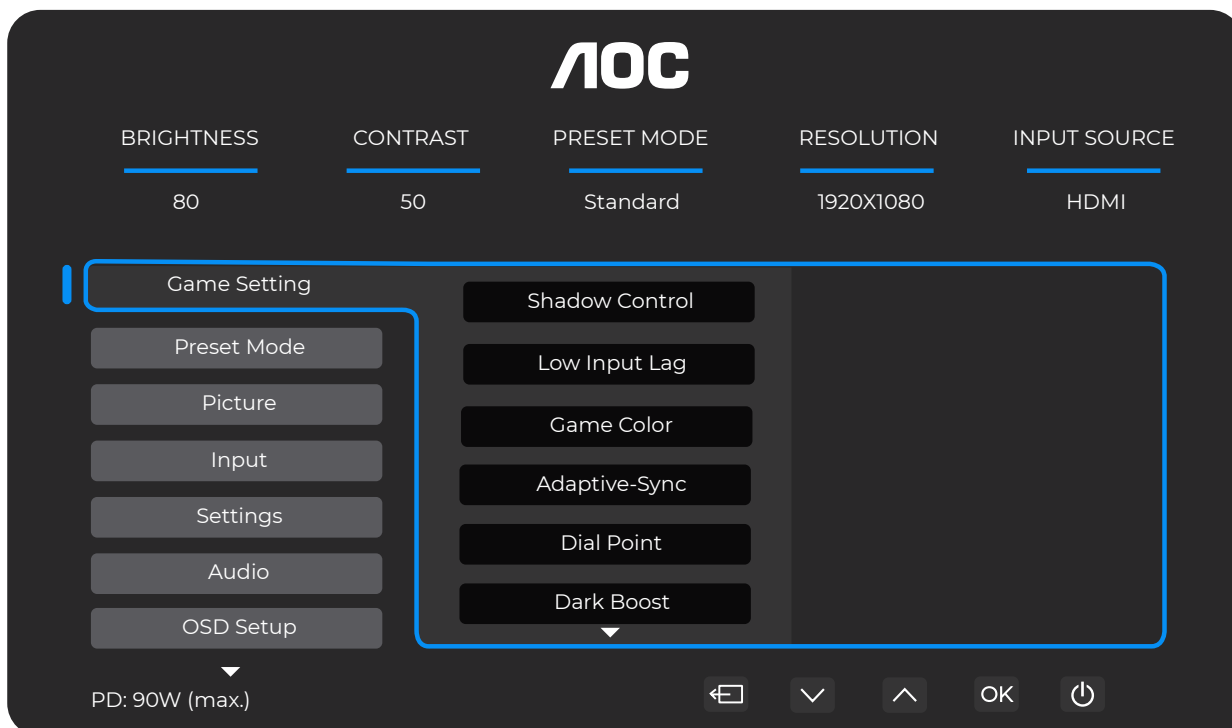 AOC
BRIGHTNESS CONTRAST PRESET MODE RESOLUTION INPUT SOURCE
80 50 Standard 1920X1080 HDMI
Game Setting
Preset Mode
Picture
Input
Settings
Audio
OSD Setup
Shadow Control
Low Input Lag
Game Color
Adaptive-Sync
Dial Point
Dark Boost
PD: 90W (max.)
OK